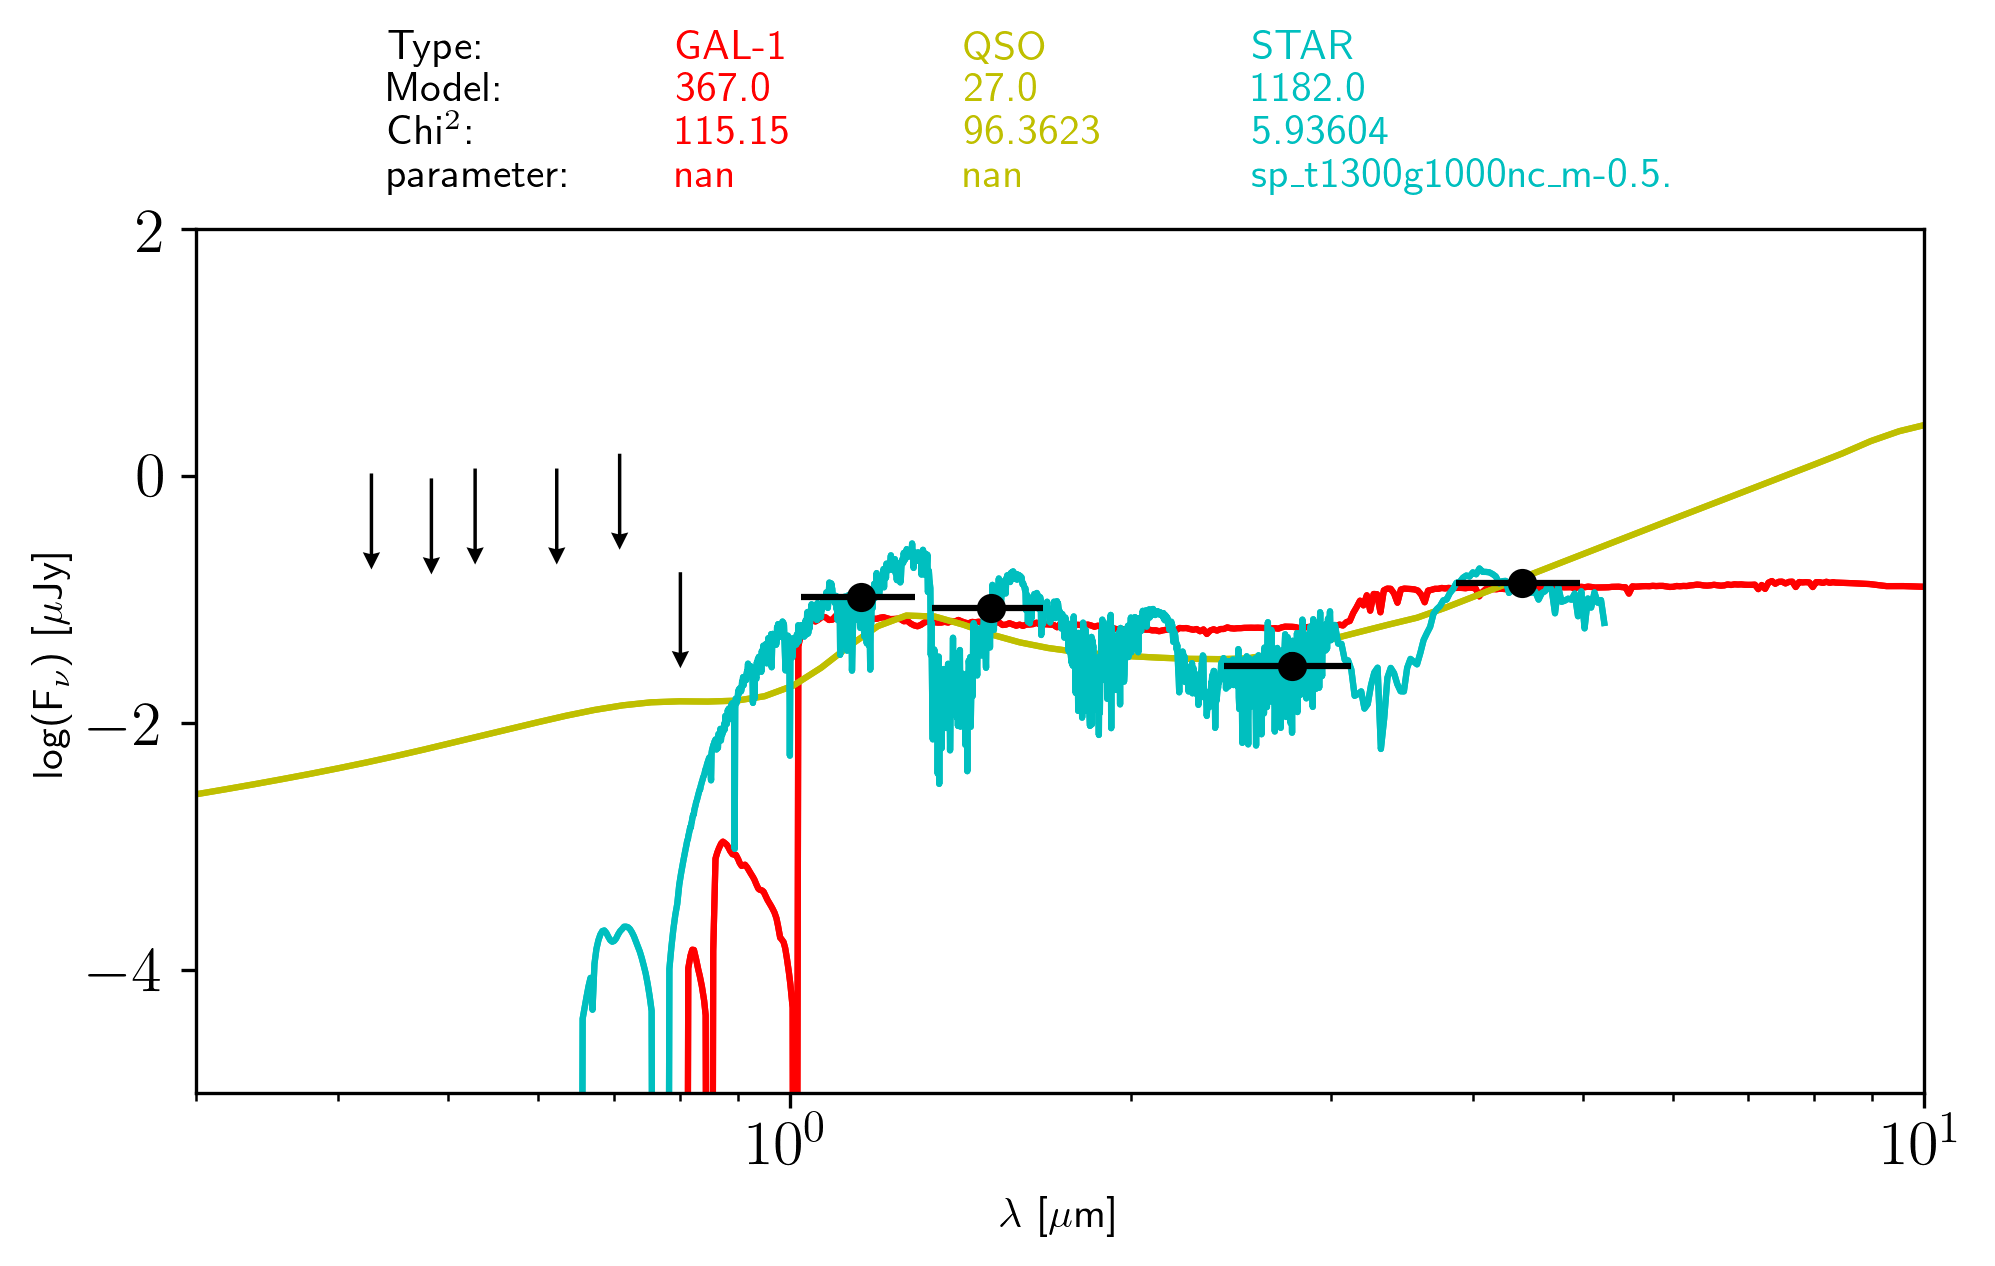 Type: GAL-1 QSO STAR
Model: 367.0 27.0 1182.0
Chi²: 115.15 96.3623 5.93604
parameter: nan nan sp_t1300g1000nc_m-0.5.
2
0
−2
−4
log(Fν) [μJy]
10⁰ 10¹
λ [μm]